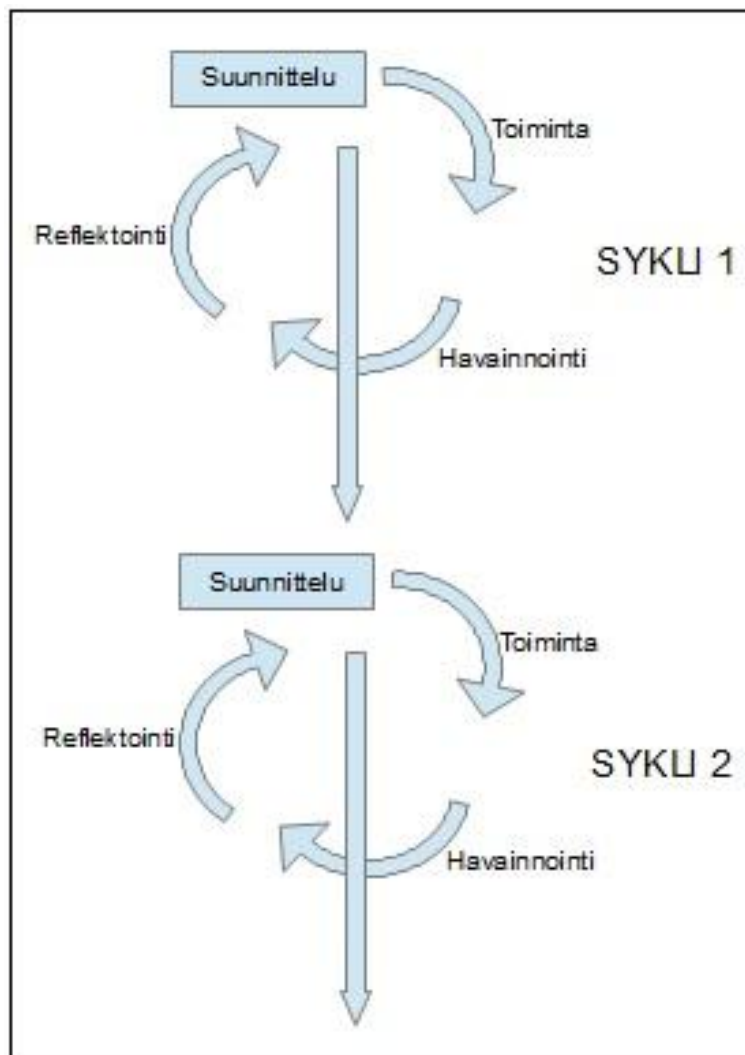 Suunnittelu
Toiminta
Reflektointi
SYKLI 1
Havainnointi
Suunnittelu
Toiminta
Reflektointi
SYKLI 2
Havainnointi